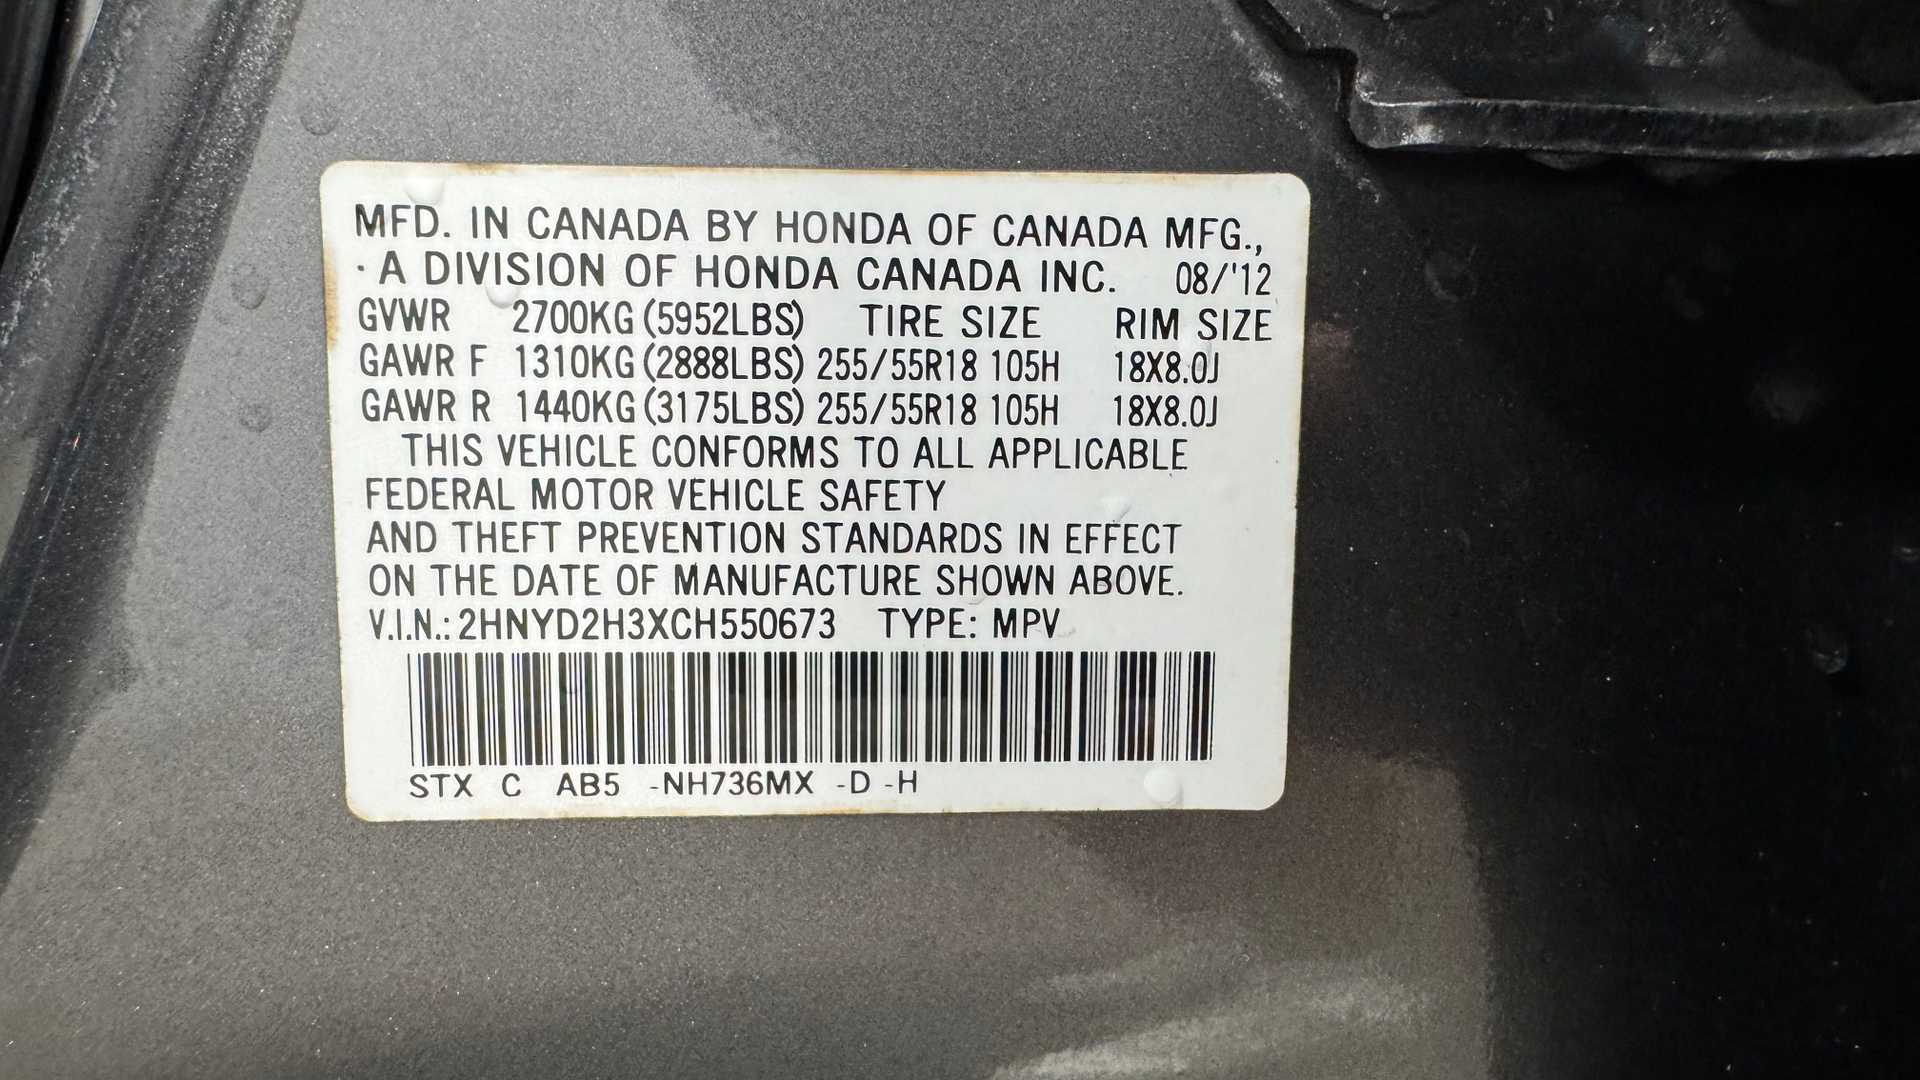 MFD. IN CANADA BY HONDA OF CANADA MFG.,
· A DIVISION OF HONDA CANADA INC. 08/'12
GVWR 2700KG (5952LBS) TIRE SIZE RIM SIZE
GAWR F 1310KG (2888LBS) 255/55R18 105H 18X8.0J
GAWR R 1440KG (3175LBS) 255/55R18 105H 18X8.0J
THIS VEHICLE CONFORMS TO ALL APPLICABLE
FEDERAL MOTOR VEHICLE SAFETY
AND THEFT PREVENTION STANDARDS IN EFFECT
ON THE DATE OF MANUFACTURE SHOWN ABOVE.
V.I.N.: 2HNYD2H3XCH550673 TYPE: MPV
STX C AB5 -NH736MX -D -H